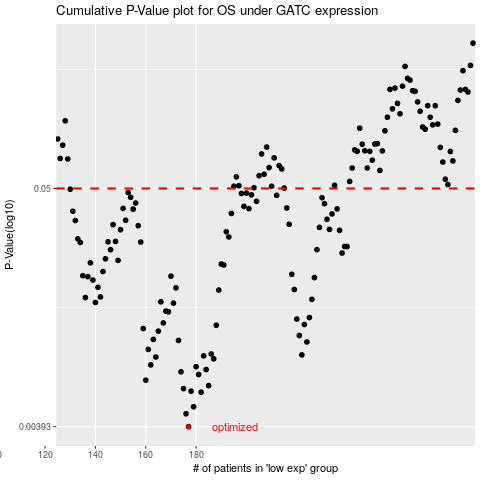 Cumulative P-Value plot for OS under GATC expression
P-Value(log10)
0.05
0.00393
optimized
0
120
140
160
180
# of patients in 'low exp' group